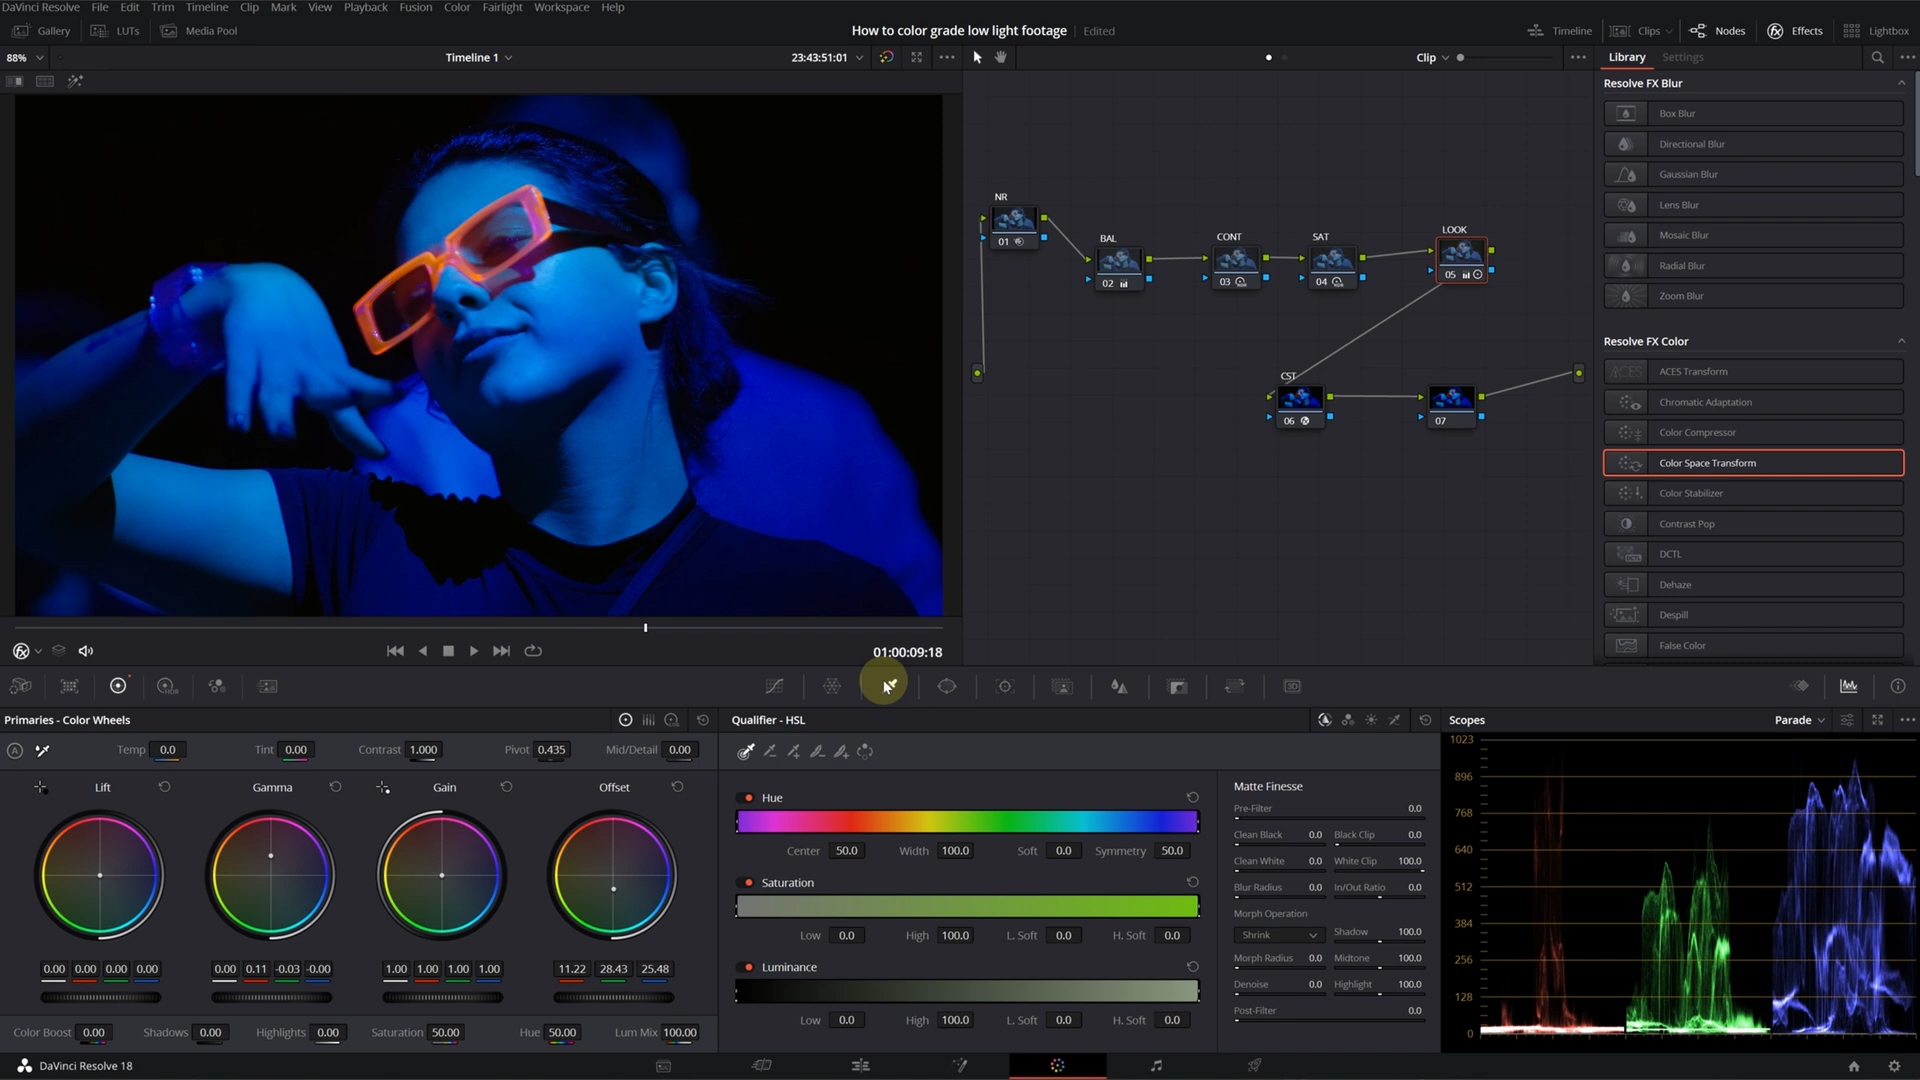 DaVinci Resolve File Edit Trim Timeline Clip Mark View Playback Fusion Color Fairlight Workspace Help
Gallery LUTs Media Pool How to color grade low light footage Edited Timeline Clips Nodes Effects Lightbox
88% Timeline 1 23:43:51:01 Clip Library Settings
Resolve FX Blur
Box Blur
Directional Blur
Gaussian Blur
Lens Blur
Mosaic Blur
Radial Blur
Zoom Blur
Resolve FX Color
ACES Transform
Chromatic Adaptation
Color Compressor
Color Space Transform
Color Stabilizer
Contrast Pop
DCTL
Dehaze
Despill
False Color
NR
01
BAL
02
CONT
03
SAT
04
LOOK
05
CST
06
07
01:00:09:18
Primaries - Color Wheels
Temp 0.0 Tint 0.00 Contrast 1.000 Pivot 0.435 Mid/Detail 0.00
Lift Gamma Gain Offset
0.00 0.00 0.00 0.00 0.00 0.11 -0.03 -0.00 1.00 1.00 1.00 1.00 11.22 28.43 25.48
Color Boost 0.00 Shadows 0.00 Highlights 0.00 Saturation 50.00 Hue 50.00 Lum Mix 100.00
Qualifier - HSL
Hue
Center 50.0 Width 100.0 Soft 0.0 Symmetry 50.0
Saturation
Low 0.0 High 100.0 L. Soft 0.0 H. Soft 0.0
Luminance
Low 0.0 High 100.0 L. Soft 0.0 H. Soft 0.0
Matte Finesse
Pre-Filter 0.0
Clean Black 0.0 Black Clip 0.0
Clean White 0.0 White Clip 100.0
Blur Radius 0.0 In/Out Ratio 0.0
Morph Operation
Shrink Shadow 100.0
Morph Radius 0.0 Midtone 100.0
Denoise 0.0 Highlight 100.0
Post-Filter 0.0
Scopes Parade
1023
896
768
640
512
384
256
128
0
DaVinci Resolve 18